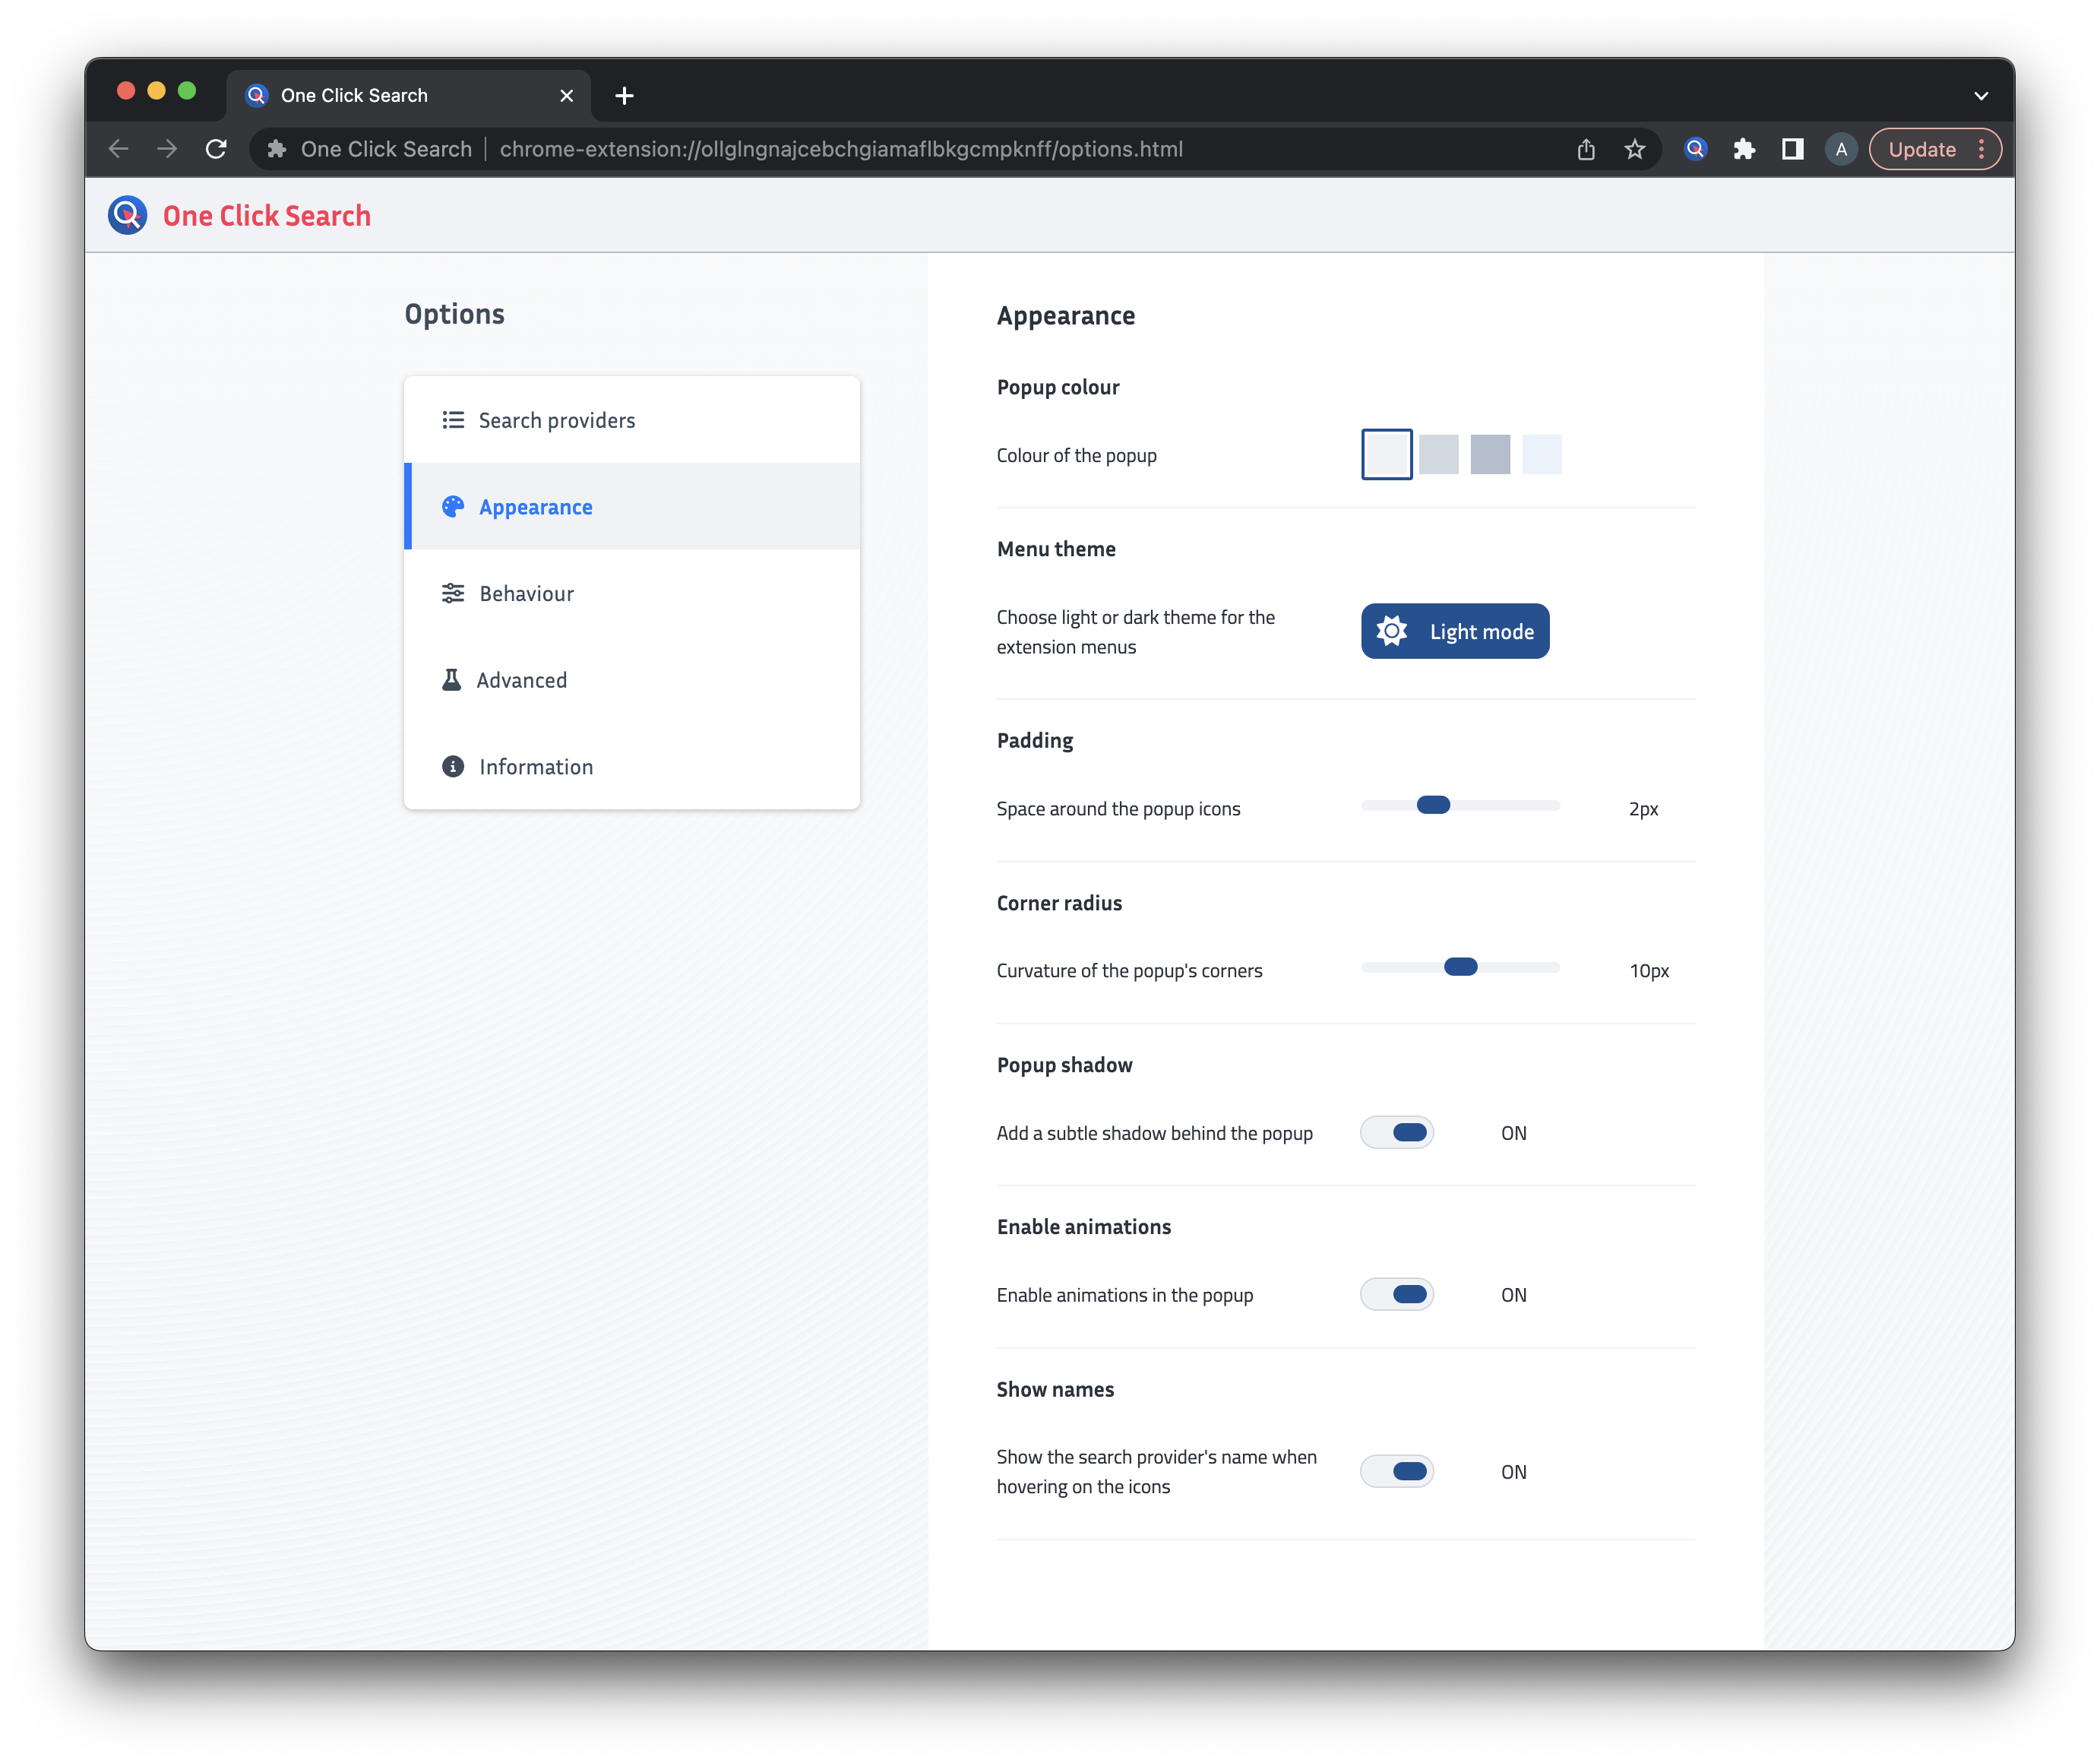 One Click Search
One Click Search | chrome-extension://ollglngnajcebchgiamaflbkgcmpknff/options.html
A
Update
One Click Search
Options
Search providers
Appearance
Behaviour
Advanced
Information
Appearance
Popup colour
Colour of the popup
Menu theme
Choose light or dark theme for the
extension menus
Light mode
Padding
Space around the popup icons
2px
Corner radius
Curvature of the popup's corners
10px
Popup shadow
Add a subtle shadow behind the popup
ON
Enable animations
Enable animations in the popup
ON
Show names
Show the search provider's name when
hovering on the icons
ON